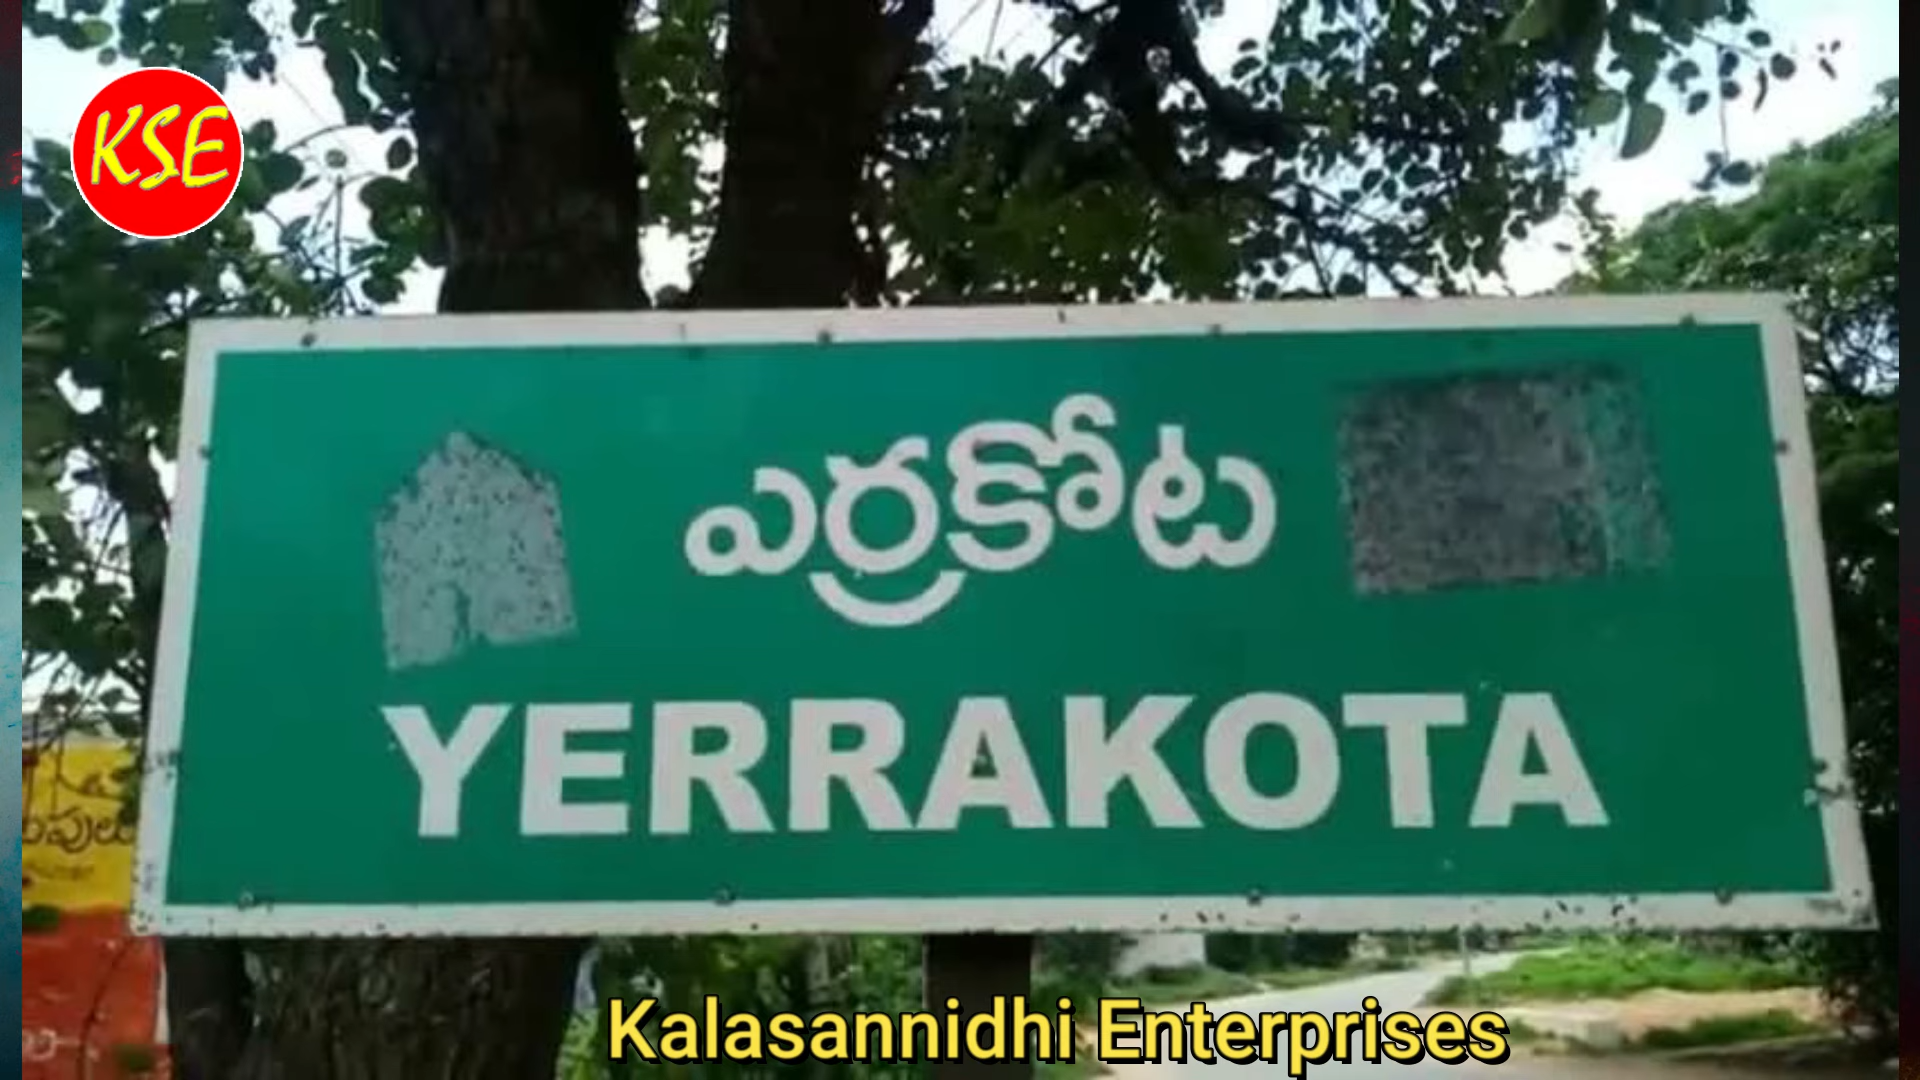 KSE
ఎర్రకోట
YERRAKOTA
Kalasannidhi Enterprises